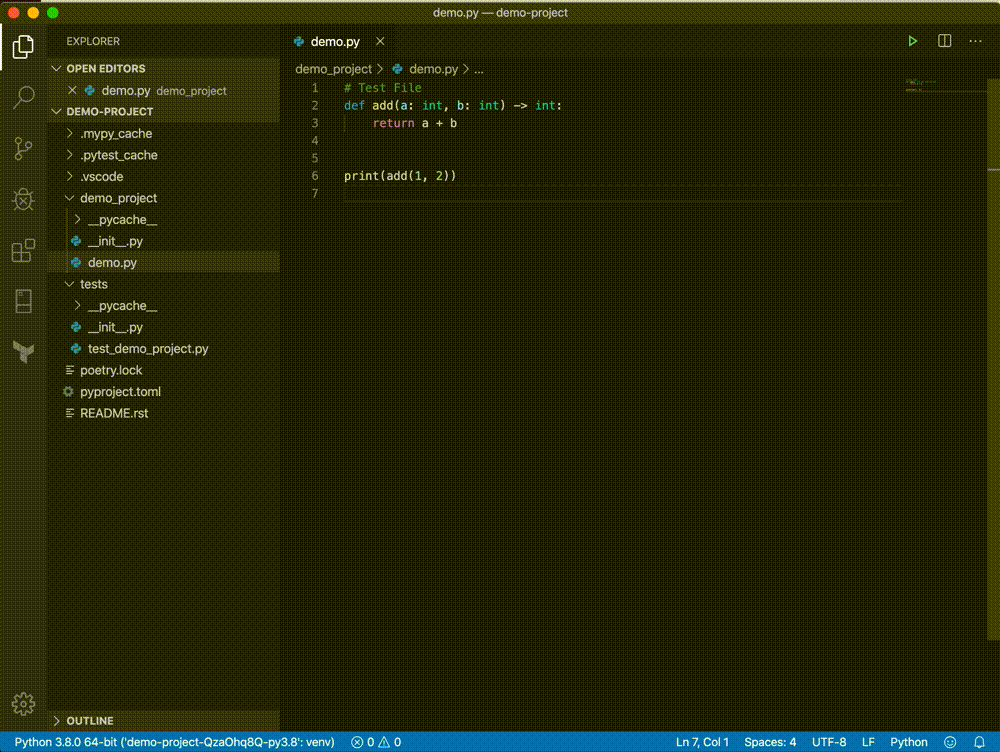 demo.py — demo-project
EXPLORER
OPEN EDITORS
demo.py demo_project
DEMO-PROJECT
.mypy_cache
.pytest_cache
.vscode
demo_project
__pycache__
__init__.py
demo.py
tests
__pycache__
__init__.py
test_demo_project.py
poetry.lock
pyproject.toml
README.rst
OUTLINE
demo.py
demo_project > demo.py > ...
1 # Test File
2 def add(a: int, b: int) -> int:
3     return a + b
4
5
6 print(add(1, 2))
7
Python 3.8.0 64-bit ('demo-project-QzaOhq8Q-py3.8': venv) 0 0 Ln 7, Col 1 Spaces: 4 UTF-8 LF Python